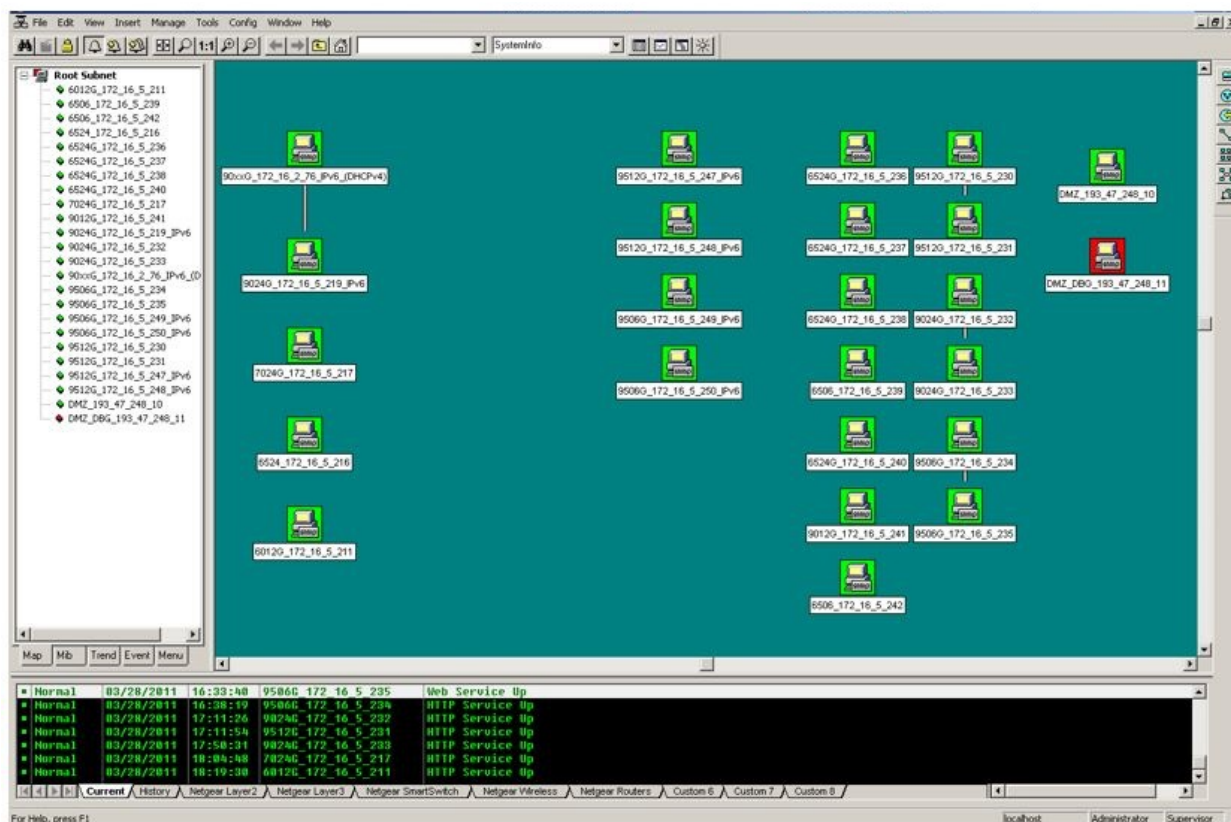 File Edit View Insert Manage Tools Config Window Help
1:1 SystemInfo
Root Subnet
6012G_172_16_5_211
6506_172_16_5_239
6506_172_16_5_242
6524_172_16_5_216
6524G_172_16_5_236
6524G_172_16_5_237
6524G_172_16_5_238
6524G_172_16_5_240
7024G_172_16_5_217
9012G_172_16_5_241
9024G_172_16_5_219_IPv6
9024G_172_16_5_232
9024G_172_16_5_233
90xxG_172_16_2_76_IPv6_(D
9506G_172_16_5_234
9506G_172_16_5_235
9506G_172_16_5_249_IPv6
9506G_172_16_5_250_IPv6
9512G_172_16_5_230
9512G_172_16_5_231
9512G_172_16_5_247_IPv6
9512G_172_16_5_248_IPv6
DMZ_193_47_248_10
DMZ_DBG_193_47_248_11
Map Mib Trend Event Menu
90xxG_172_16_2_76_IPv6_(DHCPv4)
9024G_172_16_5_219_IPv6
7024G_172_16_5_217
6524_172_16_5_216
6012G_172_16_5_211
9512G_172_16_5_247_IPv6
9512G_172_16_5_248_IPv6
9506G_172_16_5_249_IPv6
9506G_172_16_5_250_IPv6
6524G_172_16_5_236
6524G_172_16_5_237
6524G_172_16_5_238
6506_172_16_5_239
6524G_172_16_5_240
9012G_172_16_5_241
6506_172_16_5_242
9512G_172_16_5_230
9512G_172_16_5_231
9024G_172_16_5_232
9024G_172_16_5_233
9506G_172_16_5_234
9506G_172_16_5_235
DMZ_193_47_248_10
DMZ_DBG_193_47_248_11
Normal 03/28/2011 16:33:40 9506G_172_16_5_235 Web Service Up
Normal 03/28/2011 16:38:19 9506G_172_16_5_234 HTTP Service Up
Normal 03/28/2011 17:11:26 9024G_172_16_5_232 HTTP Service Up
Normal 03/28/2011 17:11:54 9512G_172_16_5_231 HTTP Service Up
Normal 03/28/2011 17:50:31 9024G_172_16_5_233 HTTP Service Up
Normal 03/28/2011 18:04:48 7024G_172_16_5_217 HTTP Service Up
Normal 03/28/2011 18:19:30 6012G_172_16_5_211 HTTP Service Up
Current History Netgear Layer2 Netgear Layer3 Netgear SmartSwitch Netgear Wireless Netgear Routers Custom 6 Custom 7 Custom 8
For Help, press F1 localhost Administrator Supervisor